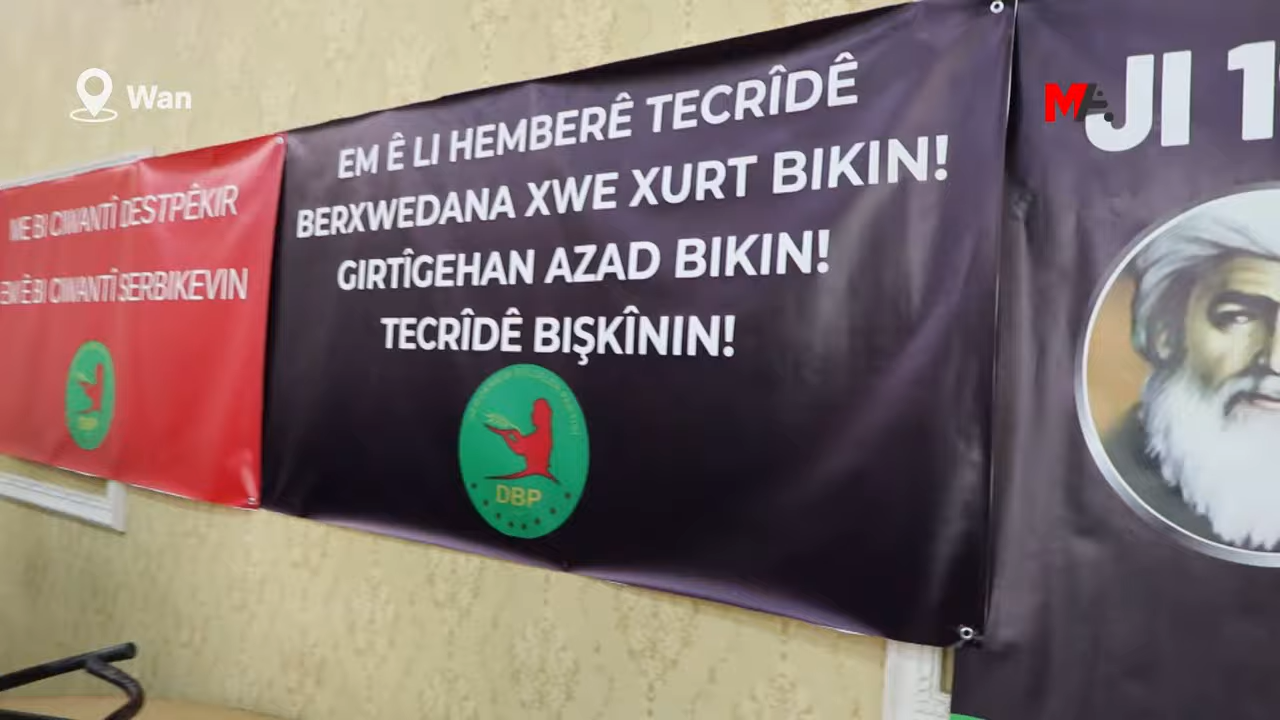 Wan
MA
ME BI CIWANTÎ DESTPÊKIR
EM Ê BI CIWANTÎ SERBIKEVIN
DBP
EM Ê LI HEMBERÊ TECRÎDÊ
BERXWEDANA XWE XURT BIKIN!
GIRTÎGEHAN AZAD BIKIN!
TECRÎDÊ BIŞKÎNIN!
DBP
JI 1